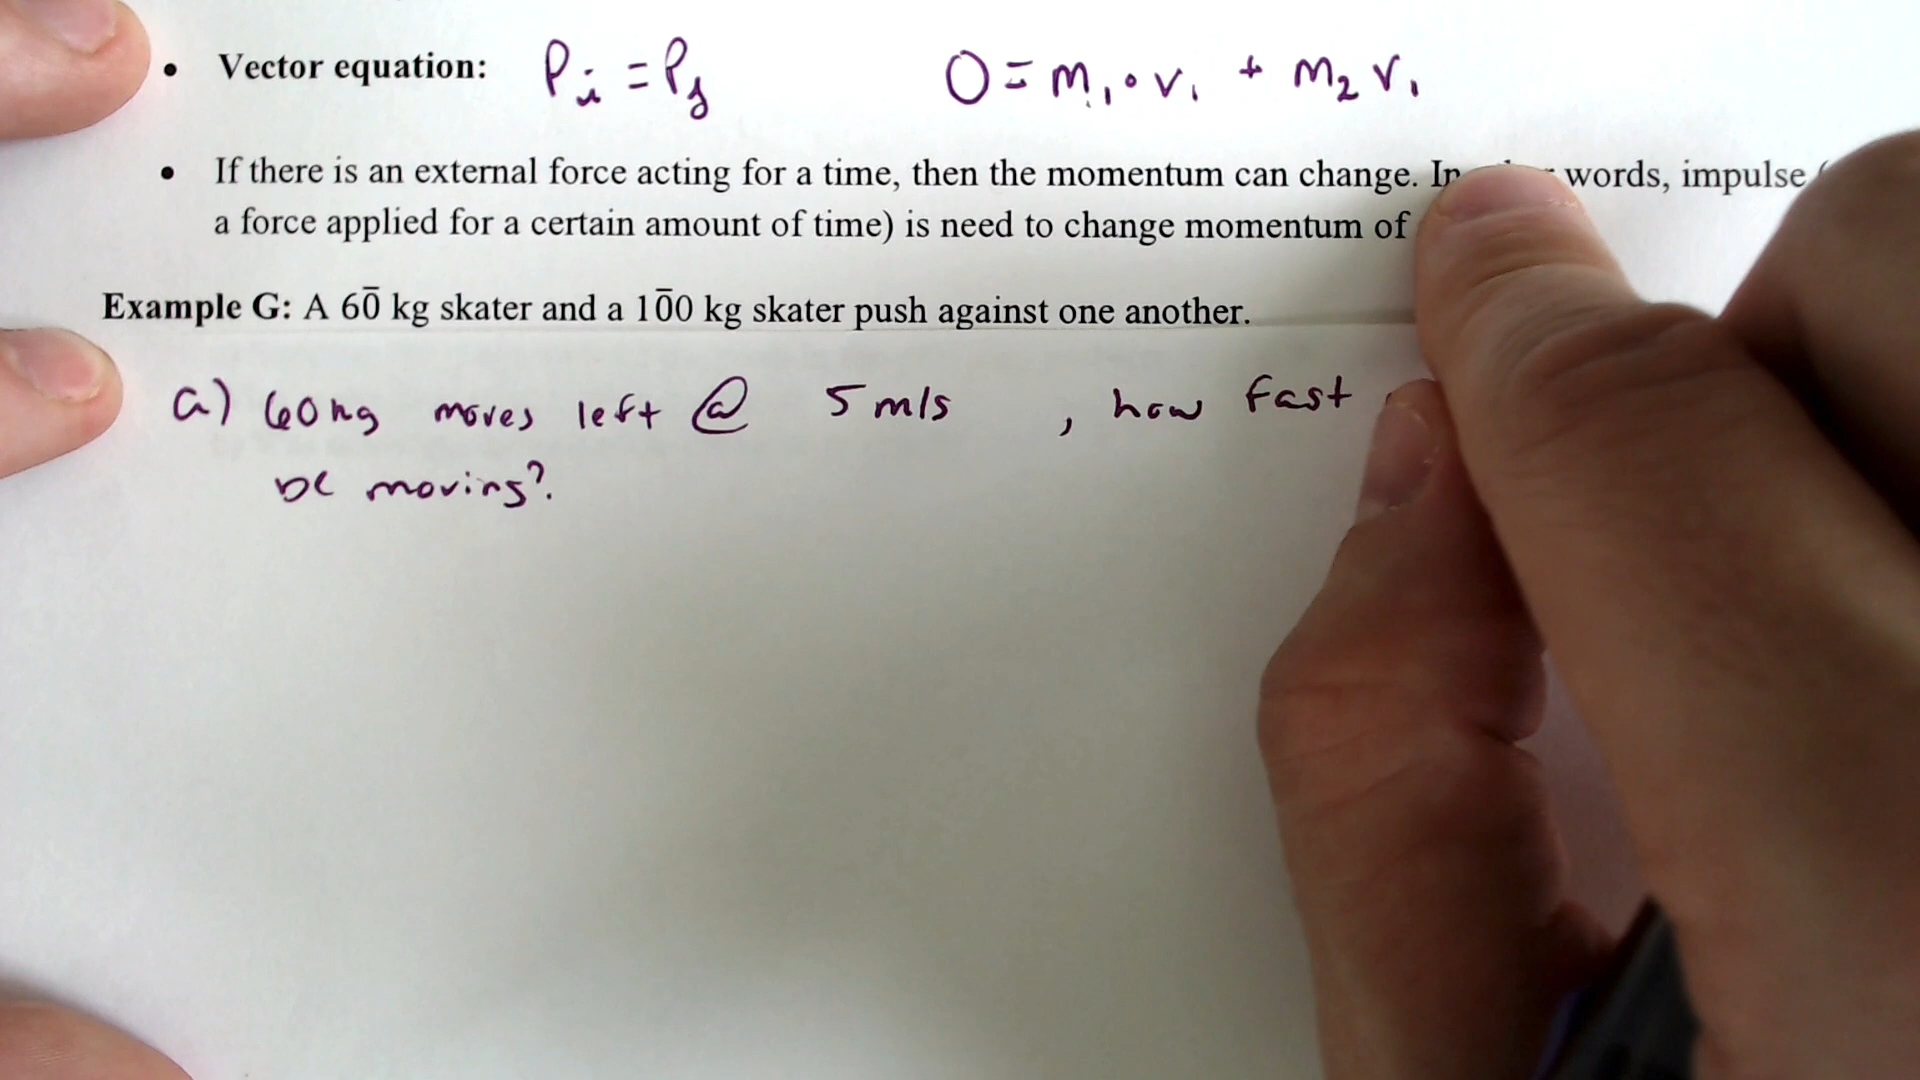 • Vector equation: Pi = Pf 0 = m₁ • v₁ + m₂ v₁
• If there is an external force acting for a time, then the momentum can change. In words, impulse
a force applied for a certain amount of time) is need to change momentum of
Example G: A 60̄ kg skater and a 10̄0 kg skater push against one another.
a) 60kg moves left @ 5 m/s , how fast
be moving?.